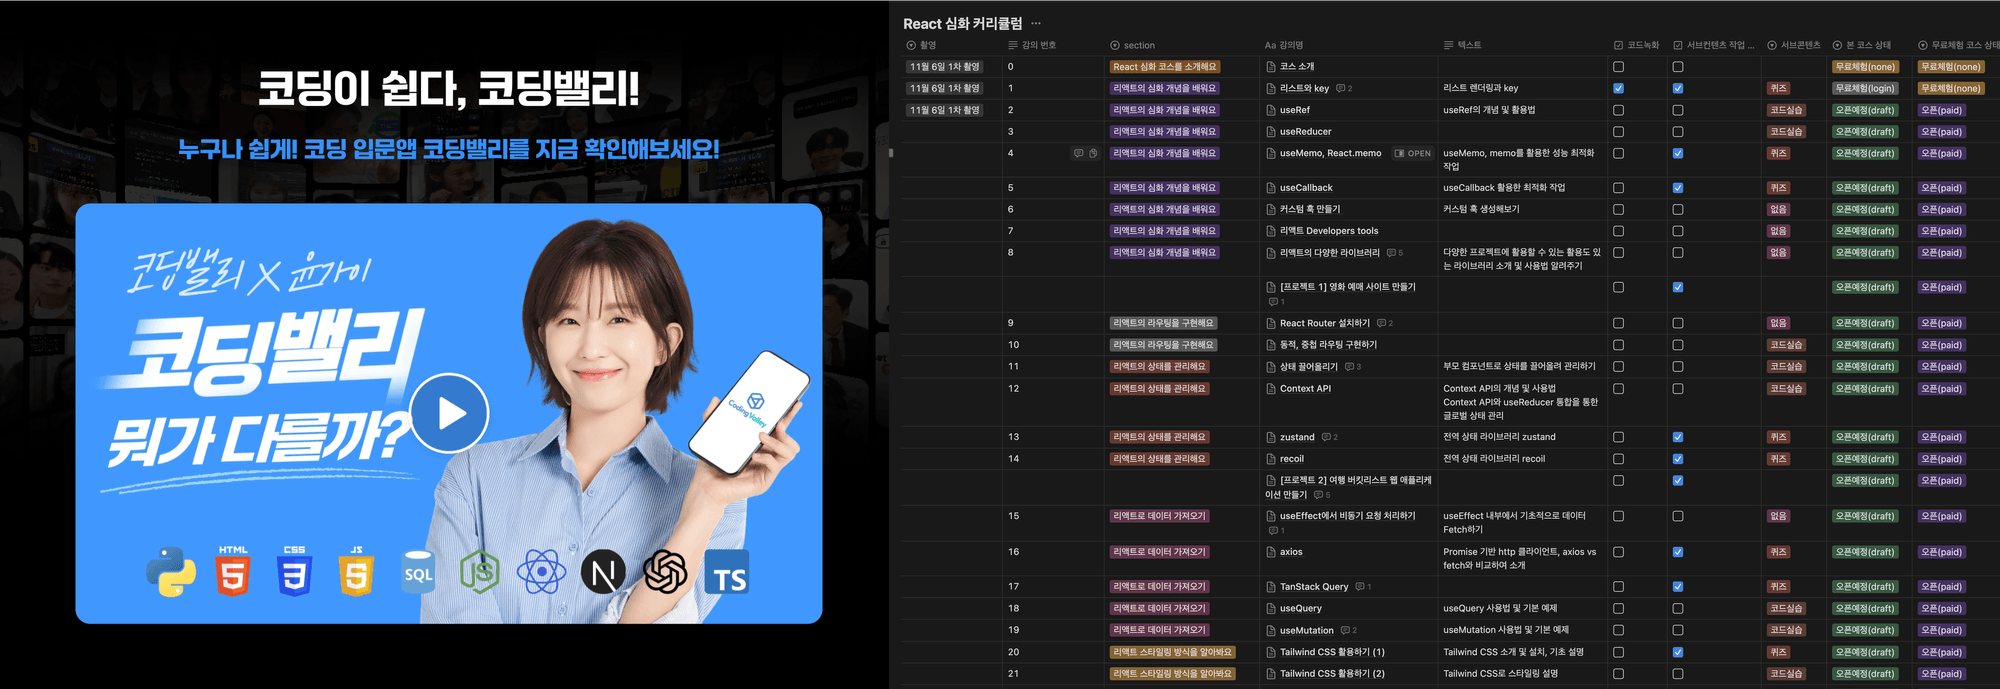 코딩이 쉽다, 코딩밸리!
누구나 쉽게! 코딩 입문앱 코딩밸리를 지금 확인해보세요!
코딩밸리 X 윤가이
코딩밸리
뭐가 다를까?
CodingValley
HTML CSS JS SQL JS N TS
React 심화 커리큘럼 ...
촬영 강의 번호 section Aa 강의명 텍스트 코드녹화 서브컨텐츠 작업 ... 서브콘텐츠 본 코스 상태 무료체험 코스 상태
11월 6일 1차 촬영 0 React 심화 코스를 소개해요 코스 소개 무료체험(none) 무료체험(none)
11월 6일 1차 촬영 1 리액트의 심화 개념을 배워요 리스트와 key 2 리스트 렌더링과 key 퀴즈 무료체험(login) 무료체험(none)
11월 6일 1차 촬영 2 리액트의 심화 개념을 배워요 useRef useRef의 개념 및 활용법 코드실습 오픈예정(draft) 오픈(paid)
3 리액트의 심화 개념을 배워요 useReducer 코드실습 오픈예정(draft) 오픈(paid)
4 리액트의 심화 개념을 배워요 useMemo, React.memo OPEN useMemo, memo를 활용한 성능 최적화 퀴즈 오픈예정(draft) 오픈(paid)
작업
5 리액트의 심화 개념을 배워요 useCallback useCallback 활용한 최적화 작업 퀴즈 오픈예정(draft) 오픈(paid)
6 리액트의 심화 개념을 배워요 커스텀 훅 만들기 커스텀 훅 생성해보기 없음 오픈예정(draft) 오픈(paid)
7 리액트의 심화 개념을 배워요 리액트 Developers tools 없음 오픈예정(draft) 오픈(paid)
8 리액트의 심화 개념을 배워요 리액트의 다양한 라이브러리 5 다양한 프로젝트에 활용할 수 있는 활용도 있 없음 오픈예정(draft) 오픈(paid)
는 라이브러리 소개 및 사용법 알려주기
[프로젝트 1] 영화 예매 사이트 만들기 오픈예정(draft) 오픈(paid)
1
9 리액트의 라우팅을 구현해요 React Router 설치하기 2 없음 오픈예정(draft) 오픈(paid)
10 리액트의 라우팅을 구현해요 동적, 중첩 라우팅 구현하기 코드실습 오픈예정(draft) 오픈(paid)
11 리액트의 상태를 관리해요 상태 끌어올리기 3 부모 컴포넌트로 상태를 끌어올려 관리하기 코드실습 오픈예정(draft) 오픈(paid)
12 리액트의 상태를 관리해요 Context API Context API의 개념 및 사용법 코드실습 오픈예정(draft) 오픈(paid)
Context API와 useReducer 통합을 통한
글로벌 상태 관리
13 리액트의 상태를 관리해요 zustand 2 전역 상태 라이브러리 zustand 퀴즈 오픈예정(draft) 오픈(paid)
14 리액트의 상태를 관리해요 recoil 전역 상태 라이브러리 recoil 퀴즈 오픈예정(draft) 오픈(paid)
[프로젝트 2] 여행 버킷리스트 웹 애플리케 오픈예정(draft) 오픈(paid)
이션 만들기 5
15 리액트로 데이터 가져오기 useEffect에서 비동기 요청 처리하기 useEffect 내부에서 기초적으로 데이터 없음 오픈예정(draft) 오픈(paid)
1 Fetch하기
16 리액트로 데이터 가져오기 axios Promise 기반 http 클라이언트, axios vs 퀴즈 오픈예정(draft) 오픈(paid)
fetch와 비교하여 소개
17 리액트로 데이터 가져오기 TanStack Query 1 퀴즈 오픈예정(draft) 오픈(paid)
18 리액트로 데이터 가져오기 useQuery useQuery 사용법 및 기본 예제 코드실습 오픈예정(draft) 오픈(paid)
19 리액트로 데이터 가져오기 useMutation 2 useMutation 사용법 및 기본 예제 코드실습 오픈예정(draft) 오픈(paid)
20 리액트 스타일링 방식을 알아봐요 Tailwind CSS 활용하기 (1) Tailwind CSS 소개 및 설치, 기초 설명 퀴즈 오픈예정(draft) 오픈(paid)
21 리액트 스타일링 방식을 알아봐요 Tailwind CSS 활용하기 (2) Tailwind CSS로 스타일링 설명 코드실습 오픈예정(draft) 오픈(paid)